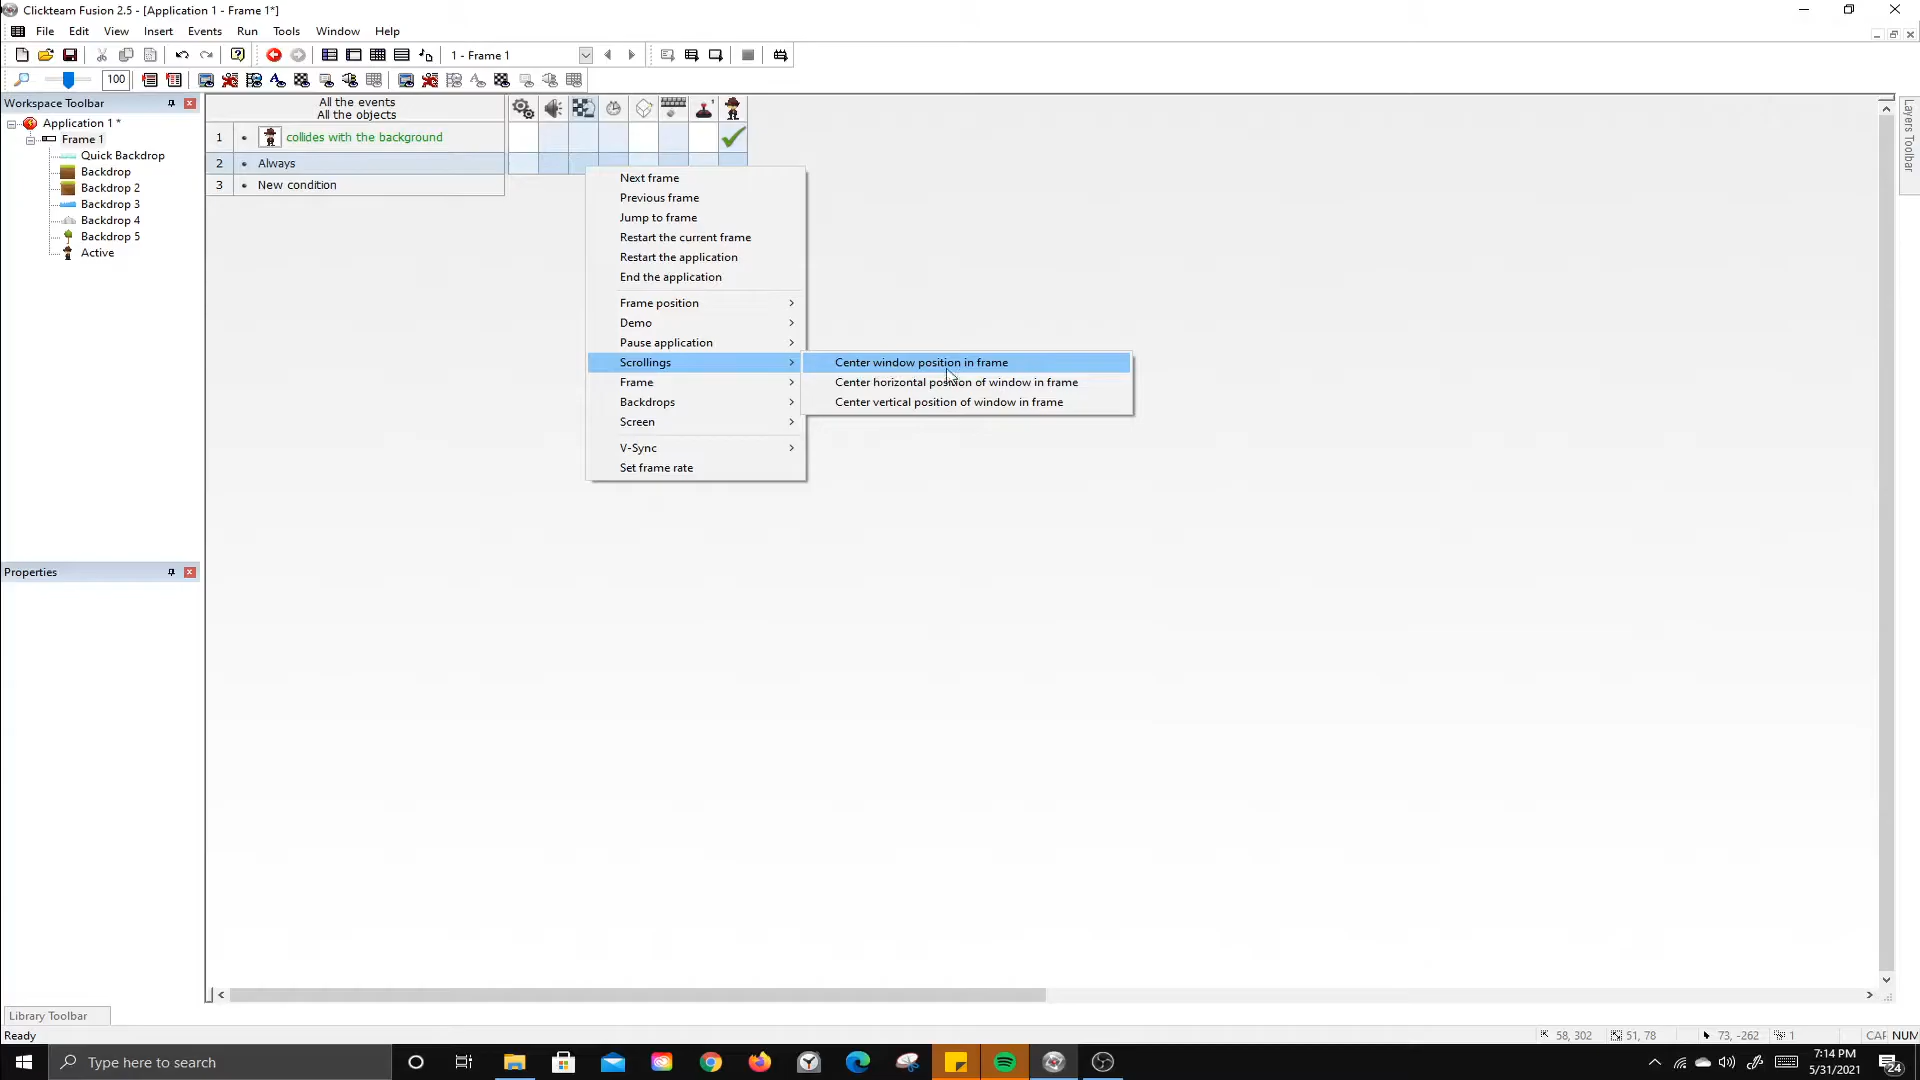 Clickteam Fusion 2.5 - [Application 1 - Frame 1*]
File Edit View Insert Events Run Tools Window Help
1 - Frame 1
100
Workspace Toolbar
Application 1 *
Frame 1
Quick Backdrop
Backdrop
Backdrop 2
Backdrop 3
Backdrop 4
Backdrop 5
Active
All the events
All the objects
1 • collides with the background
2 • Always
3 • New condition
Next frame
Previous frame
Jump to frame
Restart the current frame
Restart the application
End the application
Frame position
Demo
Pause application
Scrollings
Frame
Backdrops
Screen
V-Sync
Set frame rate
Center window position in frame
Center horizontal position of window in frame
Center vertical position of window in frame
Layers Toolbar
Properties
Library Toolbar
Ready
58, 302
51, 78
73, -262
1
CAP NUM
Type here to search
7:14 PM
5/31/2021
24